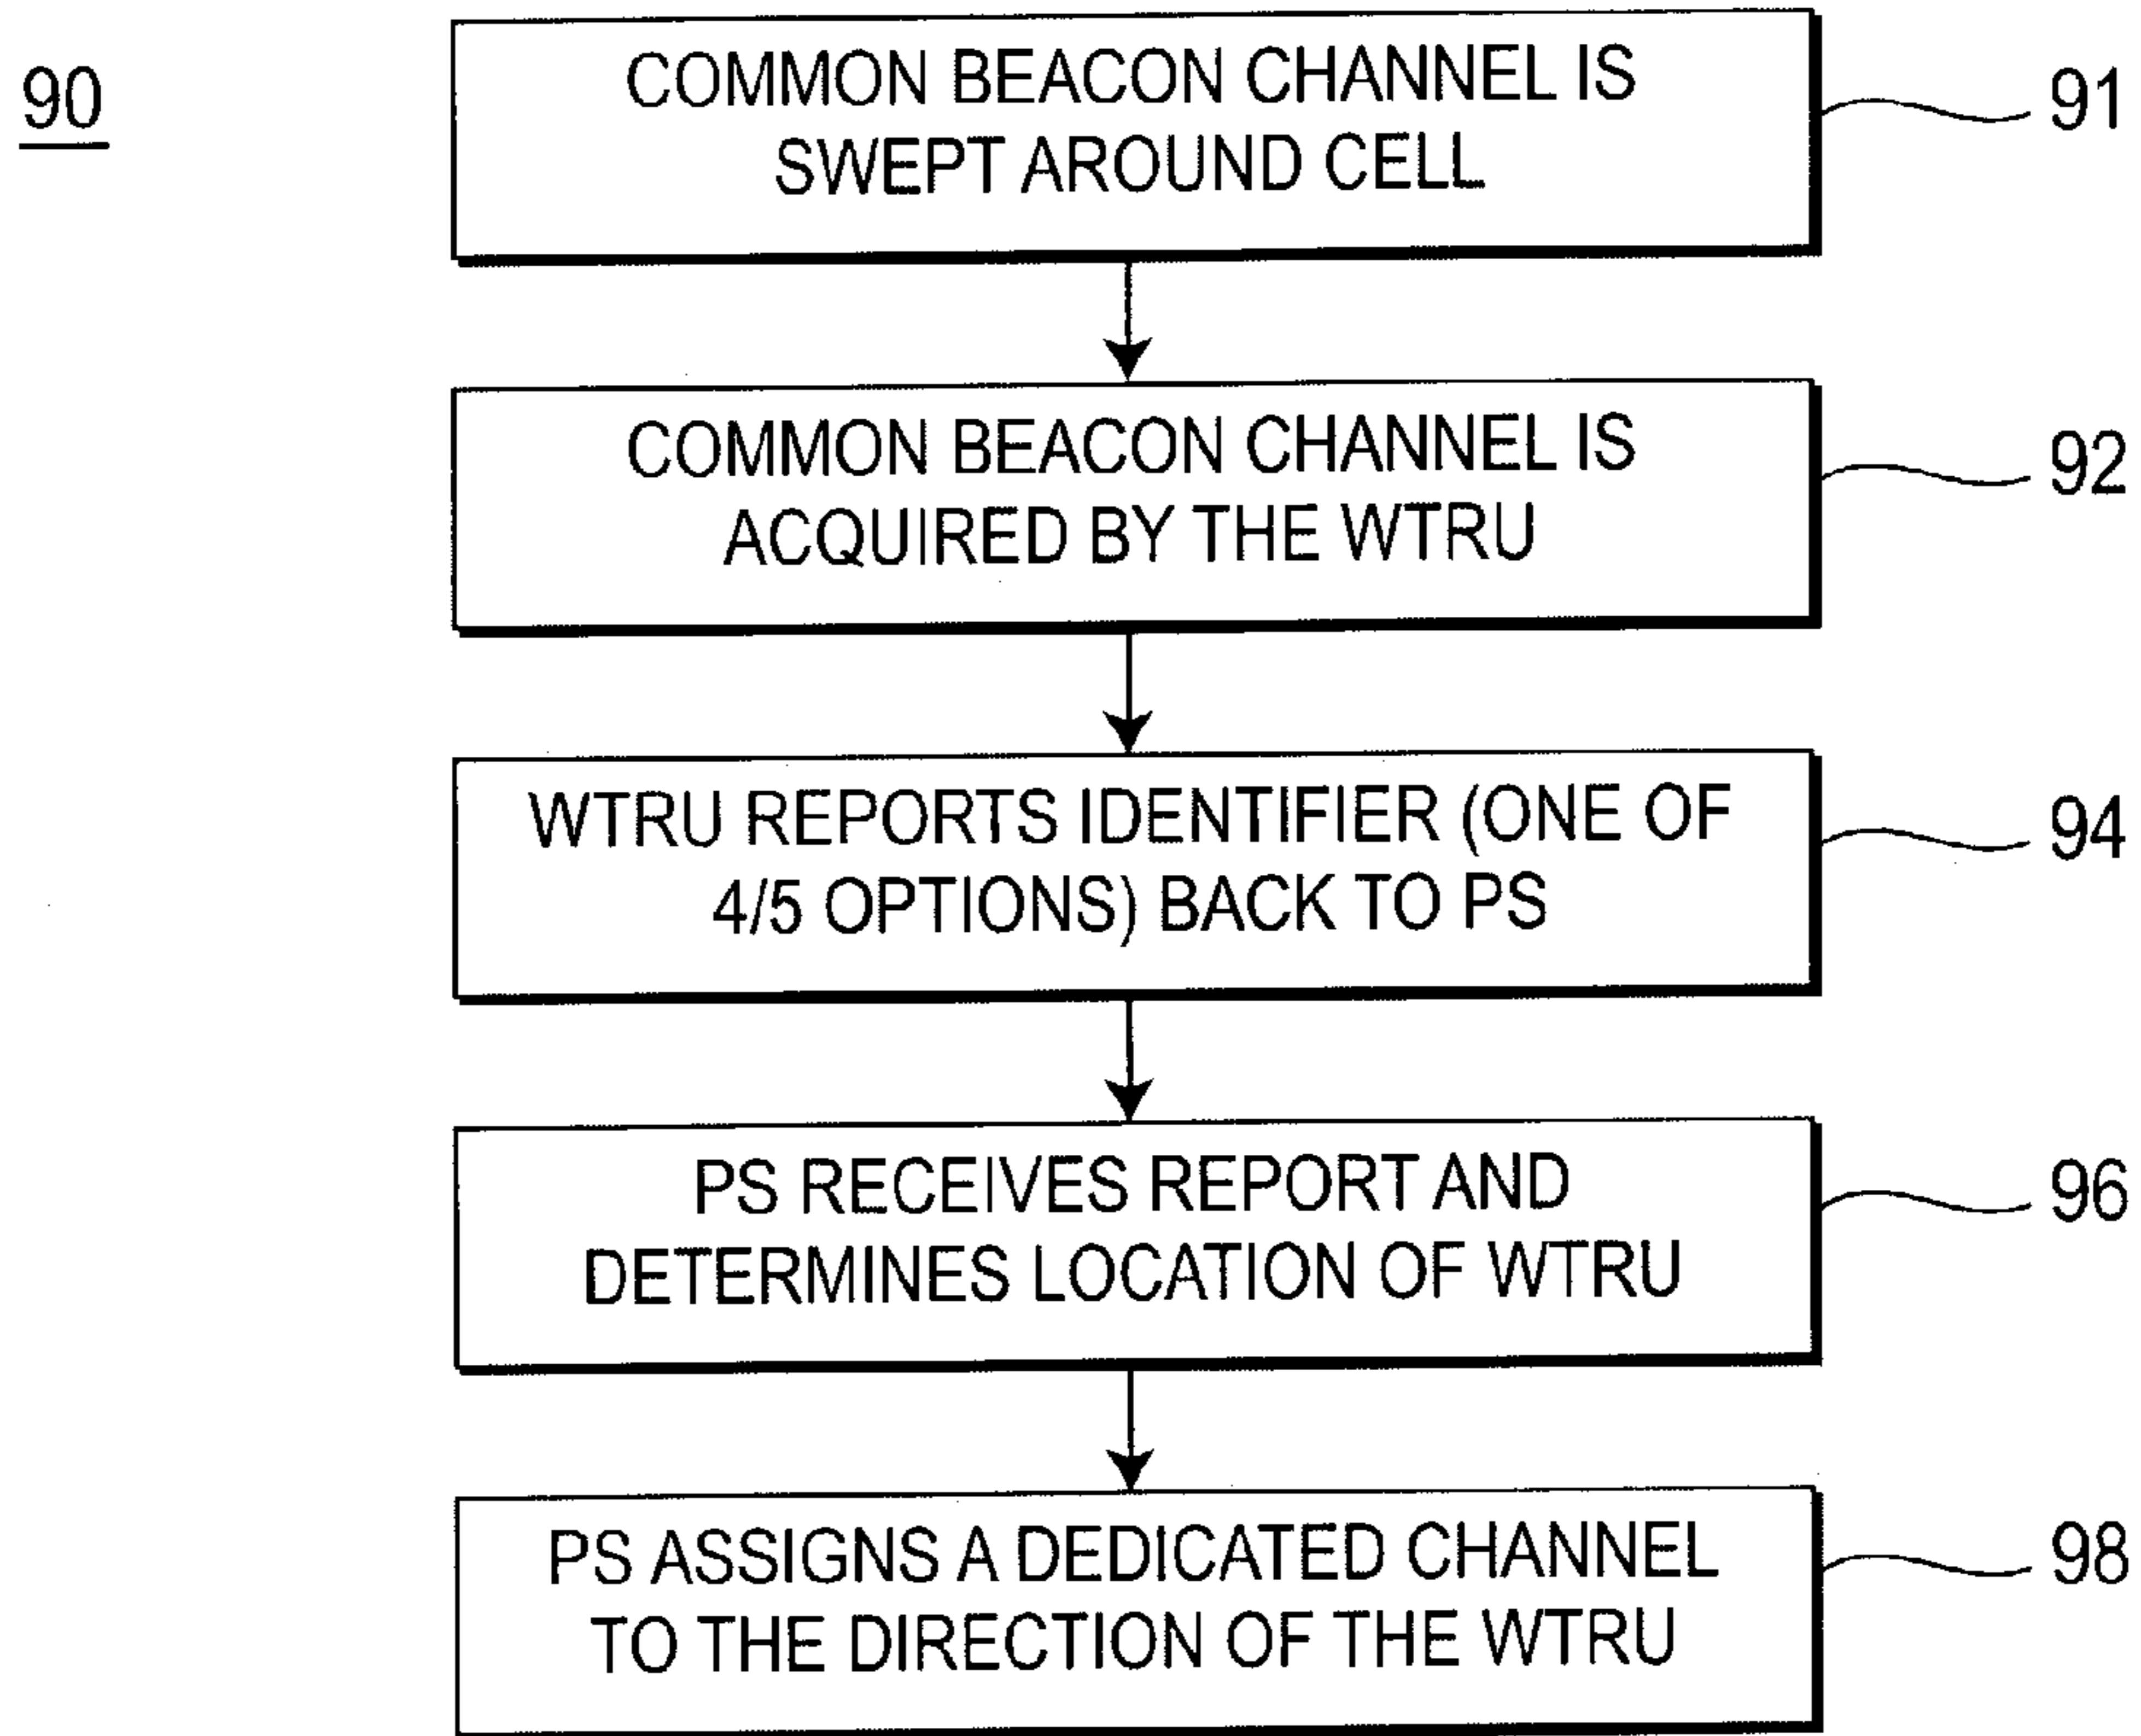 90
COMMON BEACON CHANNEL IS
SWEPT AROUND CELL
91
COMMON BEACON CHANNEL IS
ACQUIRED BY THE WTRU
92
WTRU REPORTS IDENTIFIER (ONE OF
4/5 OPTIONS) BACK TO PS
94
PS RECEIVES REPORT AND
DETERMINES LOCATION OF WTRU
96
PS ASSIGNS A DEDICATED CHANNEL
TO THE DIRECTION OF THE WTRU
98